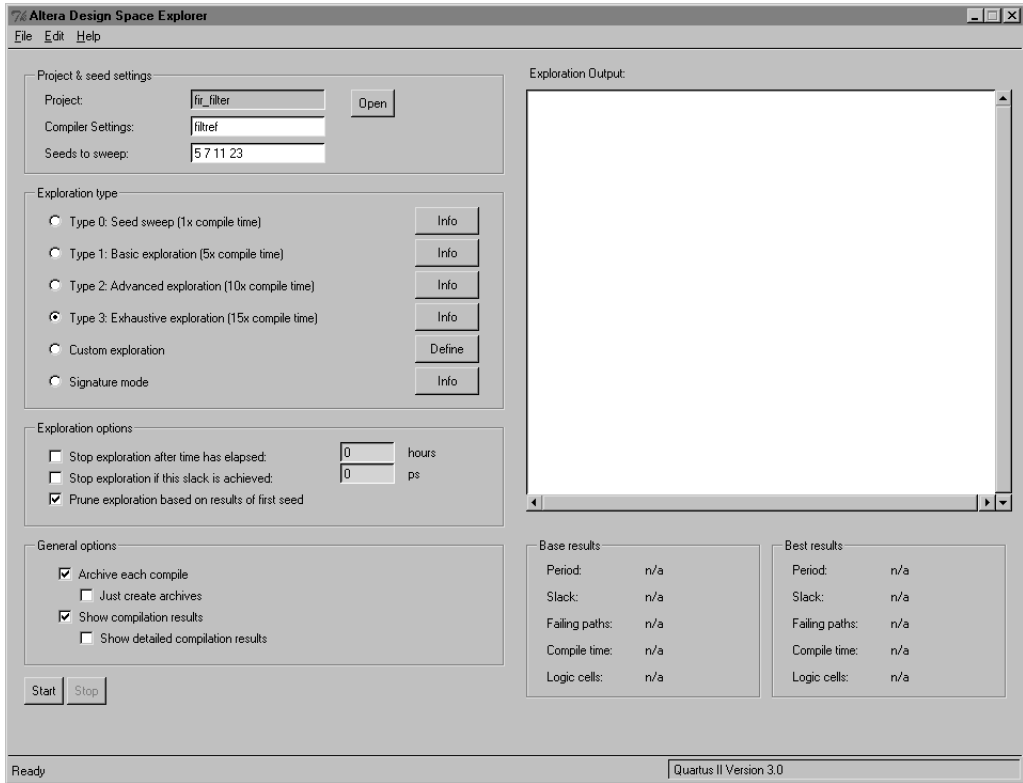 Altera Design Space Explorer
File Edit Help
Project & seed settings
Project: fir_filter Open
Compiler Settings: filtref
Seeds to sweep: 5 7 11 23
Exploration type
Type 0: Seed sweep (1x compile time) Info
Type 1: Basic exploration (5x compile time) Info
Type 2: Advanced exploration (10x compile time) Info
Type 3: Exhaustive exploration (15x compile time) Info
Custom exploration Define
Signature mode Info
Exploration options
Stop exploration after time has elapsed: 0 hours
Stop exploration if this slack is achieved: 0 ps
Prune exploration based on results of first seed
General options
Archive each compile
Just create archives
Show compilation results
Show detailed compilation results
Start Stop
Exploration Output:
Base results
Period: n/a
Slack: n/a
Failing paths: n/a
Compile time: n/a
Logic cells: n/a
Best results
Period: n/a
Slack: n/a
Failing paths: n/a
Compile time: n/a
Logic cells: n/a
Ready
Quartus II Version 3.0